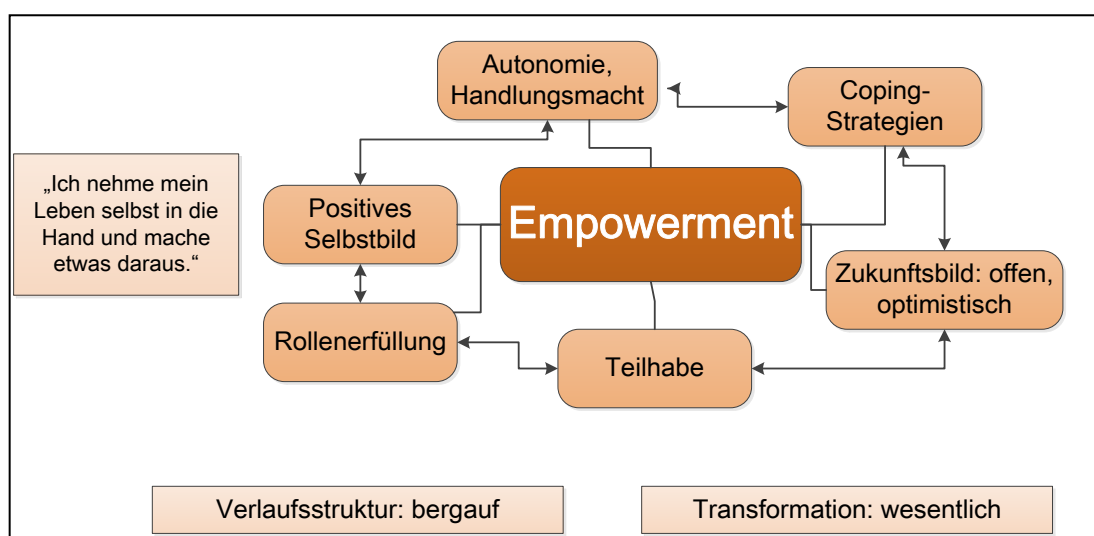 Autonomie,
Handlungsmacht
Coping-
Strategien
„Ich nehme mein
Leben selbst in die
Hand und mache
etwas daraus.“
Positives
Selbstbild
Empowerment
Zukunftsbild: offen,
optimistisch
Rollenerfüllung
Teilhabe
Verlaufsstruktur: bergauf
Transformation: wesentlich